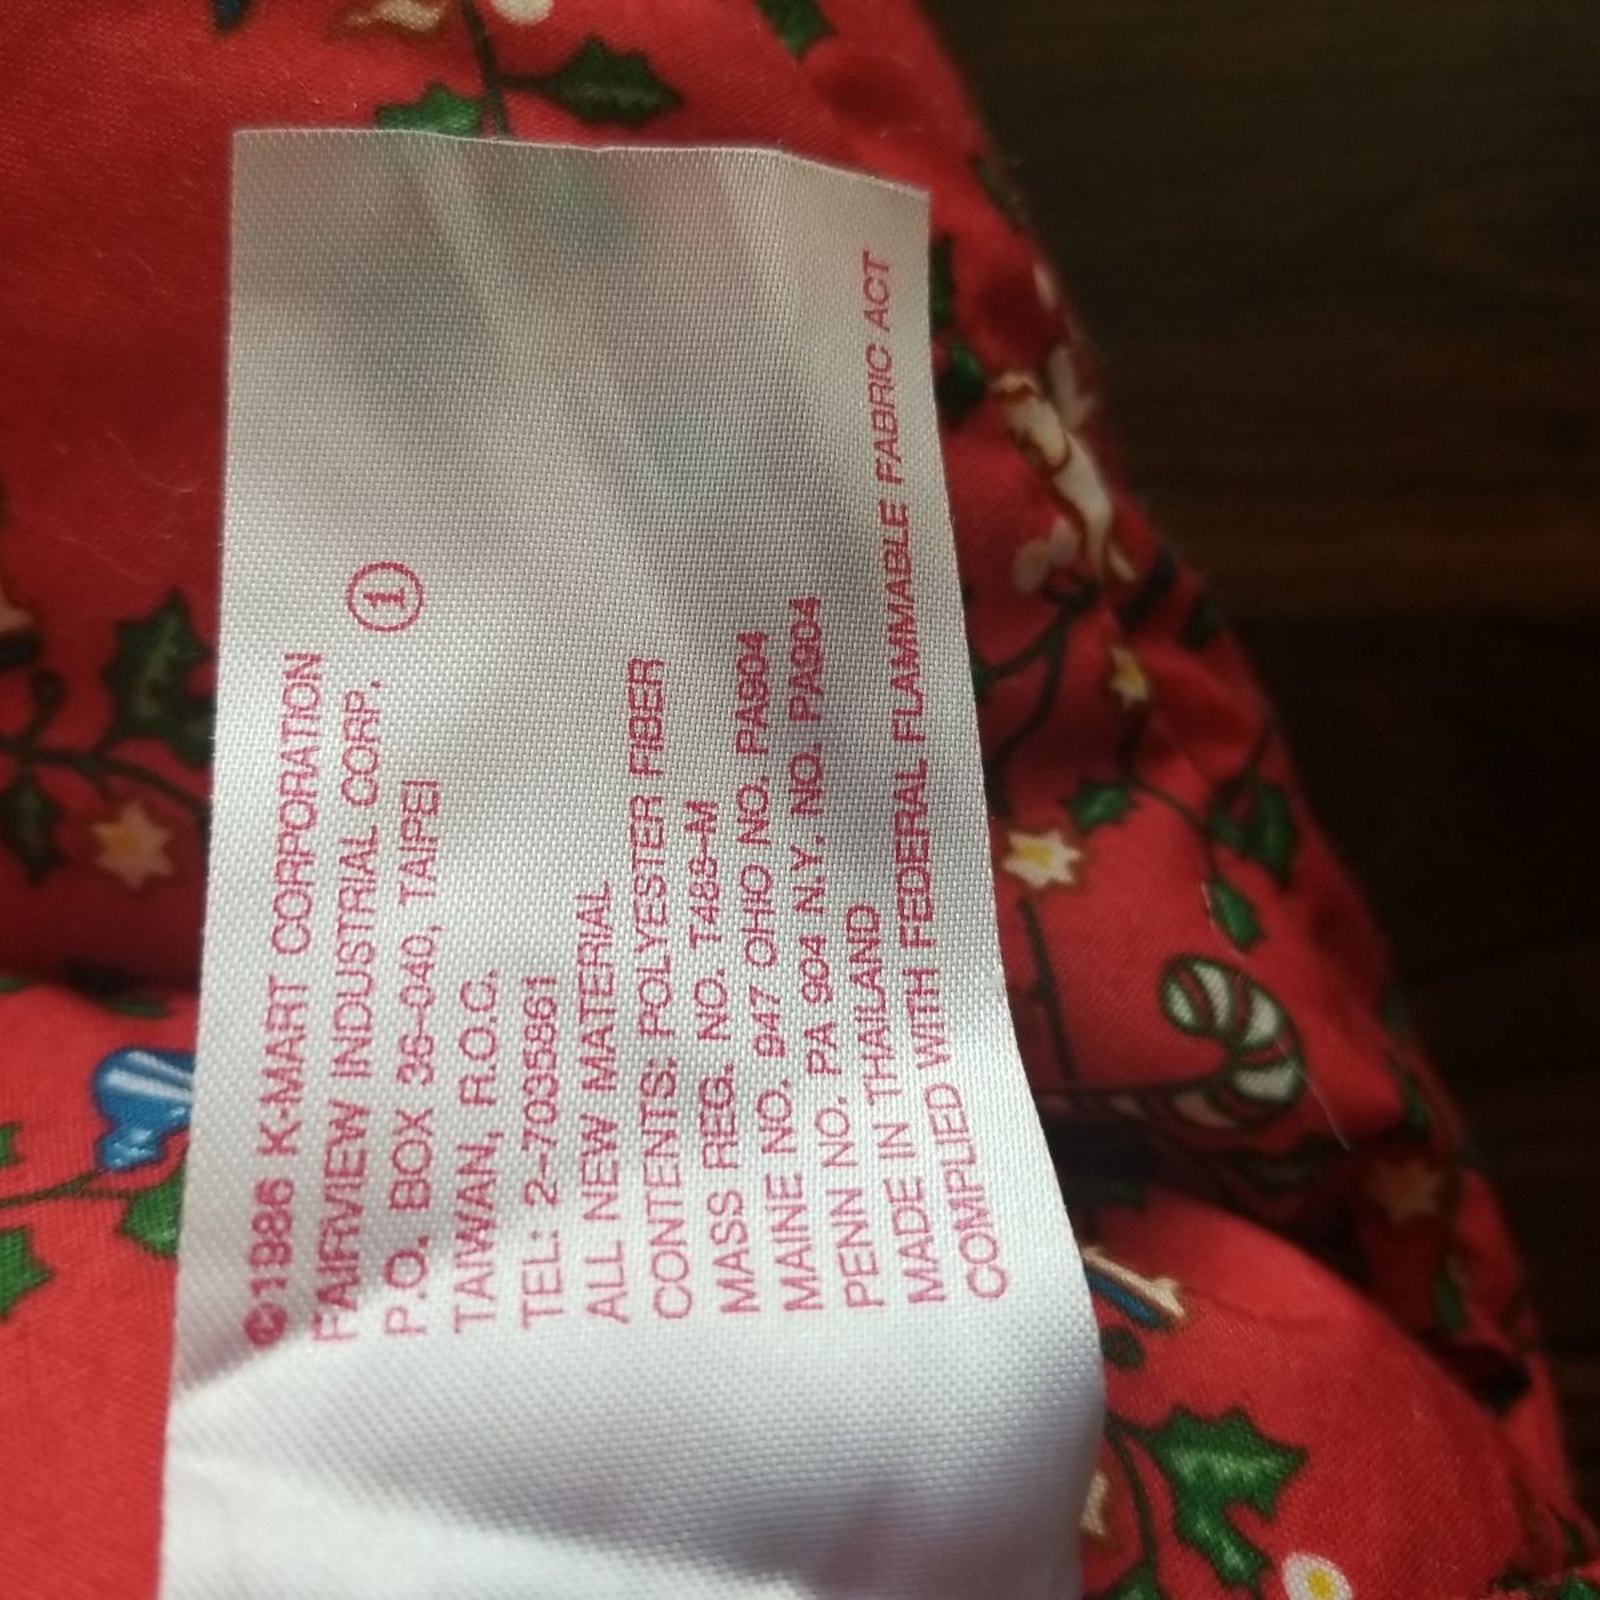 ©1986 K-MART CORPORATION
FAIRVIEW INDUSTRIAL CORP. 1
P.O. BOX 36-040, TAIPEI
TAIWAN, R.O.C.
TEL: 2-7035861
ALL NEW MATERIAL
CONTENTS: POLYESTER FIBER
MASS REG. NO. T488-M
MAINE NO. 947 OHIO NO. PA904
PENN NO. PA 904 N.Y. NO. PA904
MADE IN THAILAND
COMPLIED WITH FEDERAL FLAMMABLE FABRIC ACT